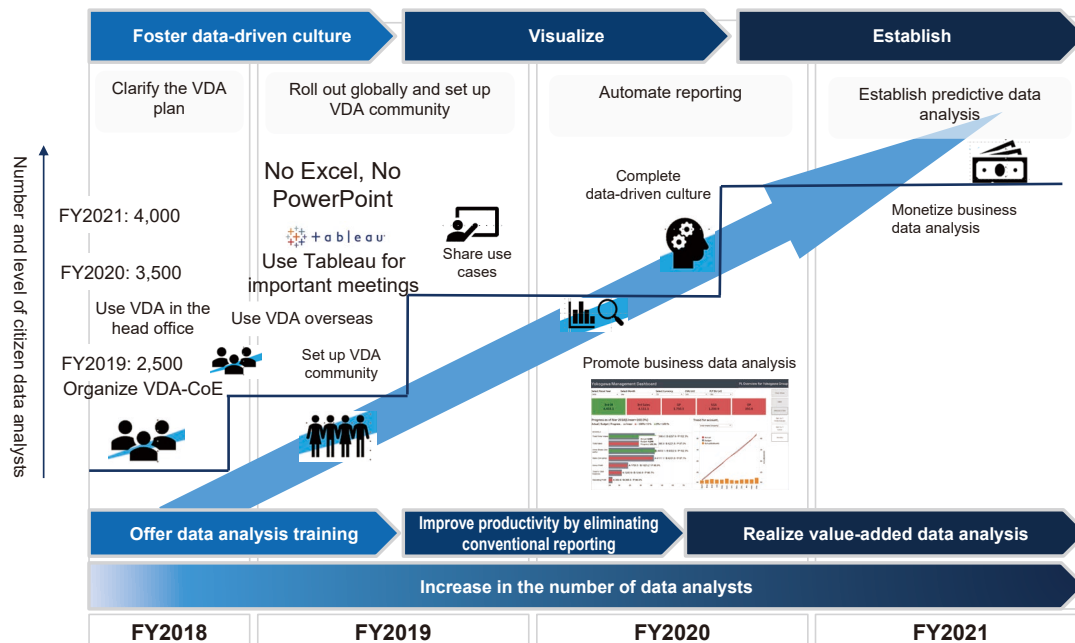 Foster data-driven culture
Visualize
Establish
Clarify the VDA
plan
Roll out globally and set up
VDA community
Automate reporting
Establish predictive data
analysis
Number and level of citizen data analysts
No Excel, No
PowerPoint
+ a b l e a u
Use Tableau for
important meetings
Share use
cases
Complete
data-driven culture
Monetize business
data analysis
FY2021: 4,000
FY2020: 3,500
Use VDA in the
head office
Use VDA overseas
FY2019: 2,500
Organize VDA-CoE
Set up VDA
community
Promote business data analysis
Yokogawa Management Dashboard
Offer data analysis training
Improve productivity by eliminating
conventional reporting
Realize value-added data analysis
Increase in the number of data analysts
FY2018
FY2019
FY2020
FY2021